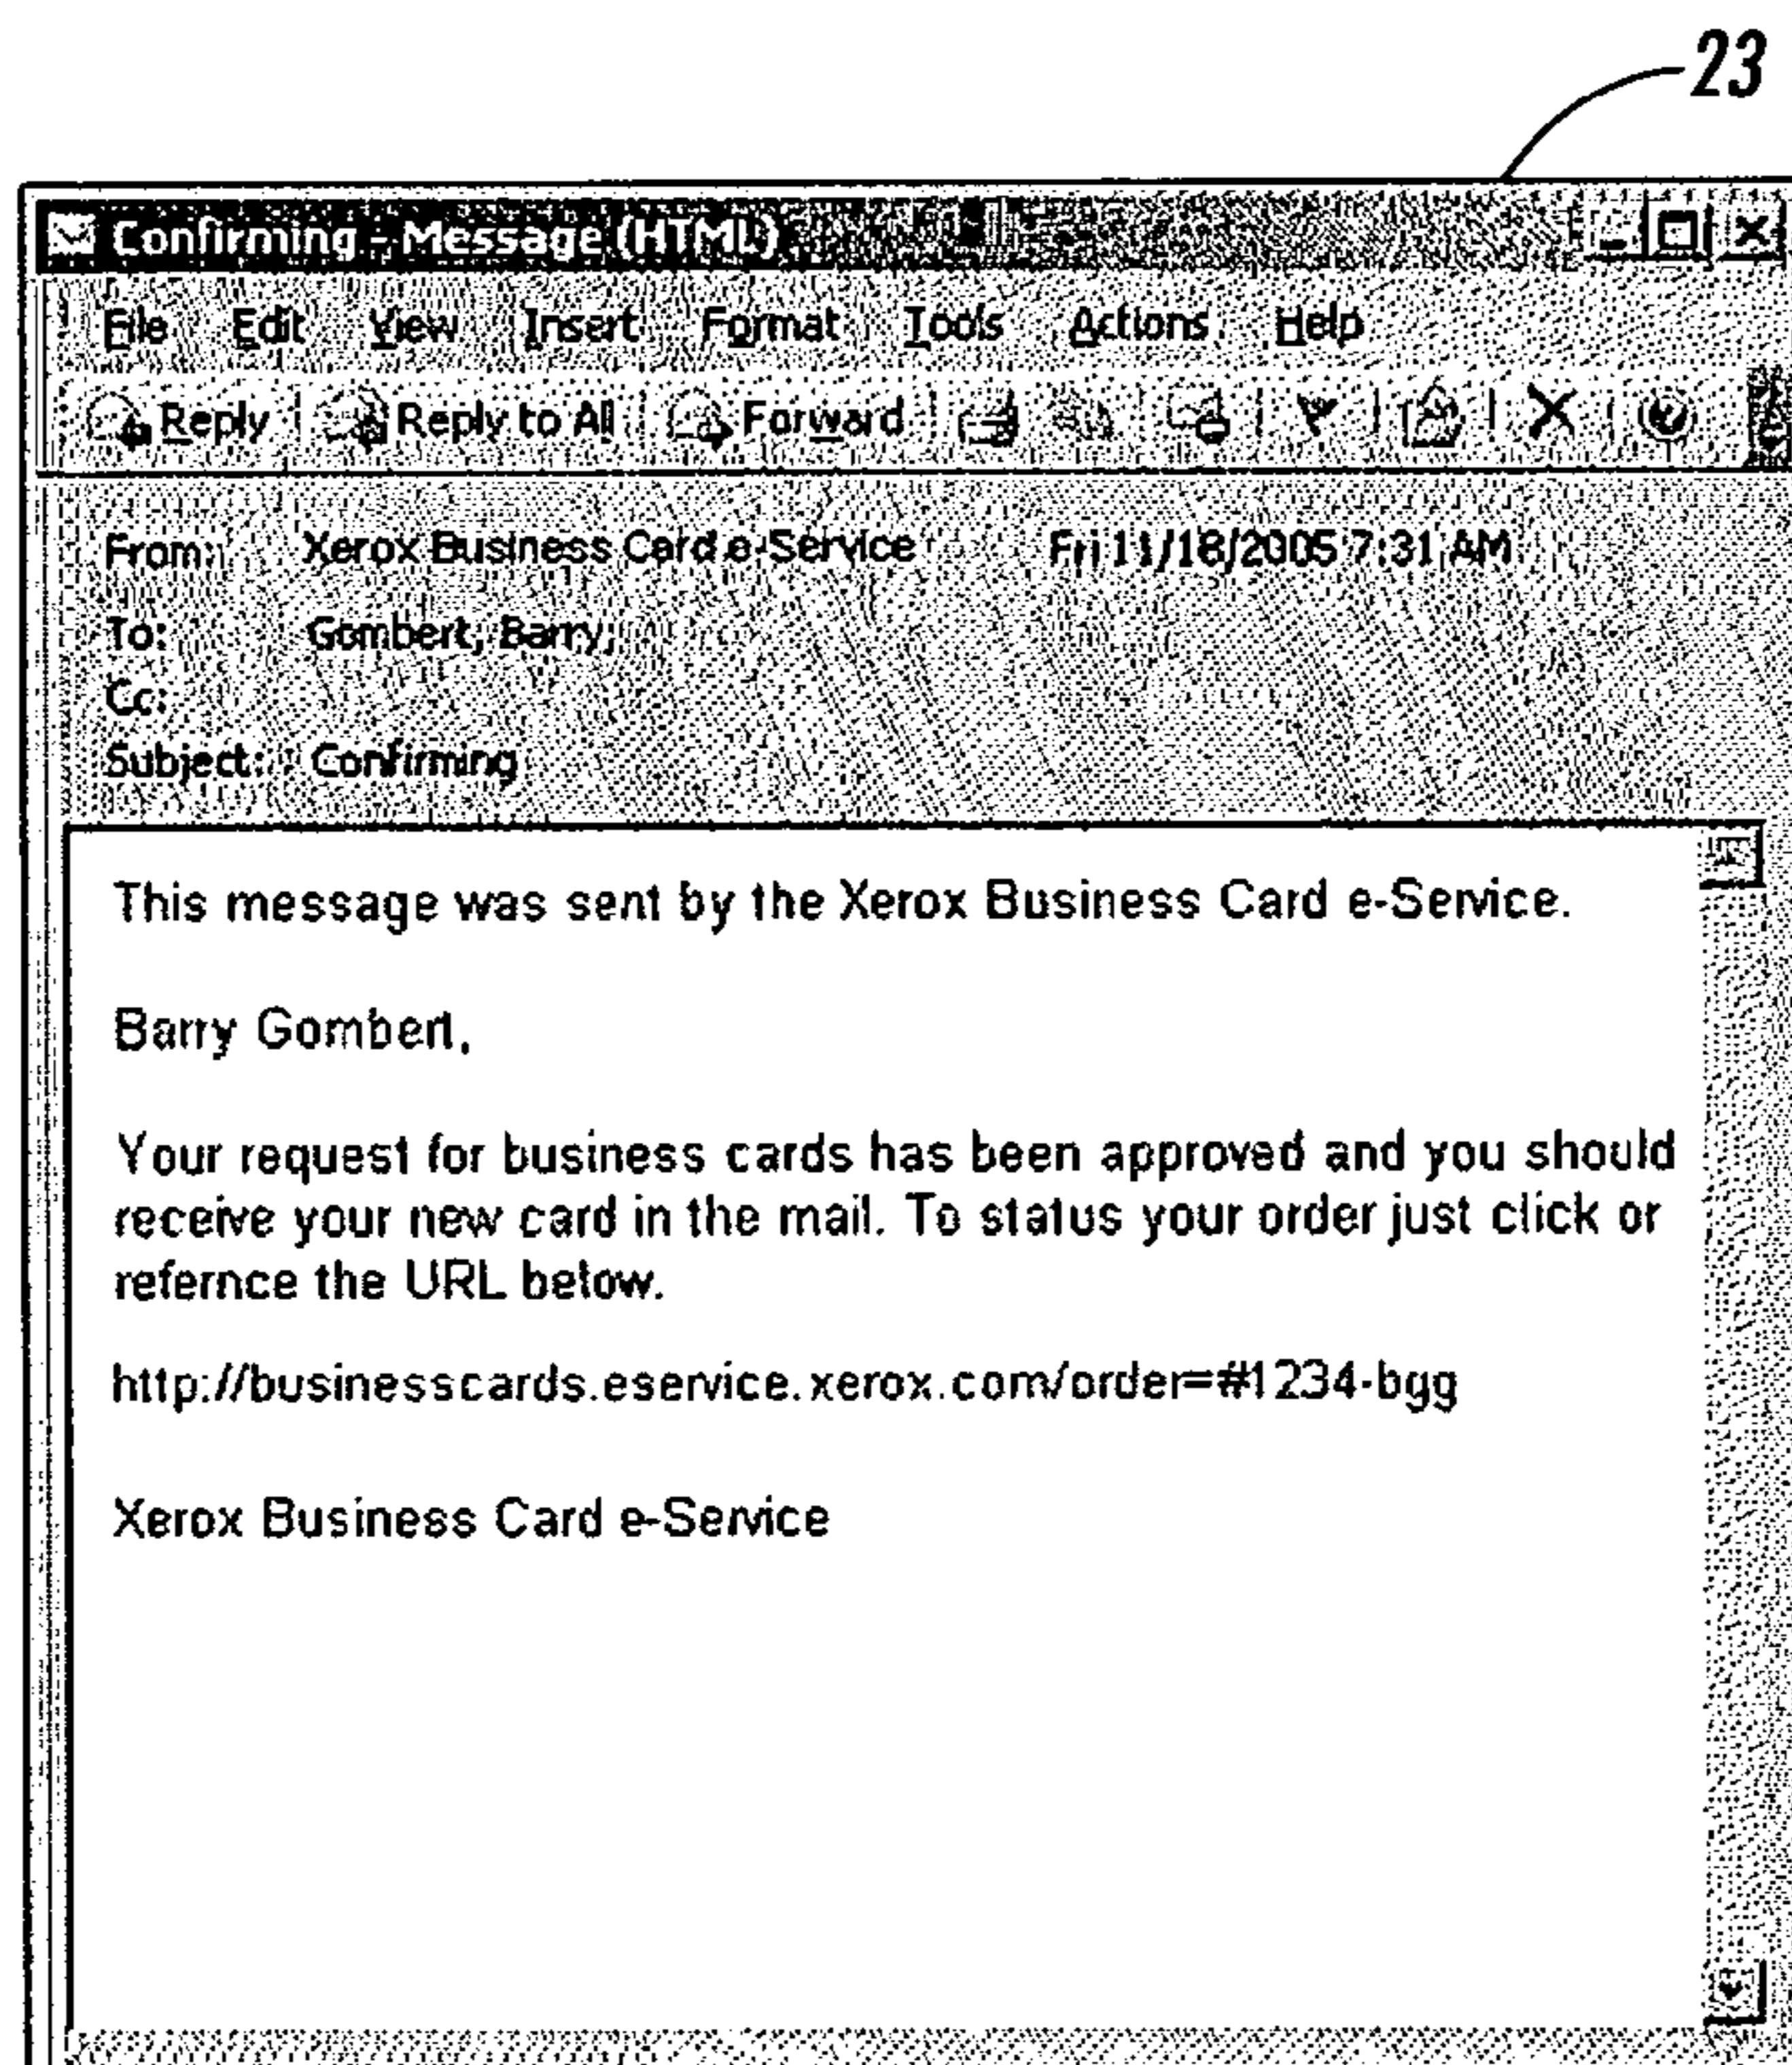 23
Confirming - Message (HTML)
File Edit View Insert Format Tools Actions Help
Reply Reply to All Forward
From: Xerox Business Card e-Service Fri 11/18/2005 7:31 AM
To: Gombert, Barry;
Cc:
Subject: Confirming
This message was sent by the Xerox Business Card e-Service.
Barry Gombert,
Your request for business cards has been approved and you should
receive your new card in the mail. To status your order just click or
refernce the URL below.
http://businesscards.eservice.xerox.com/order=#1234-bgg
Xerox Business Card e-Service